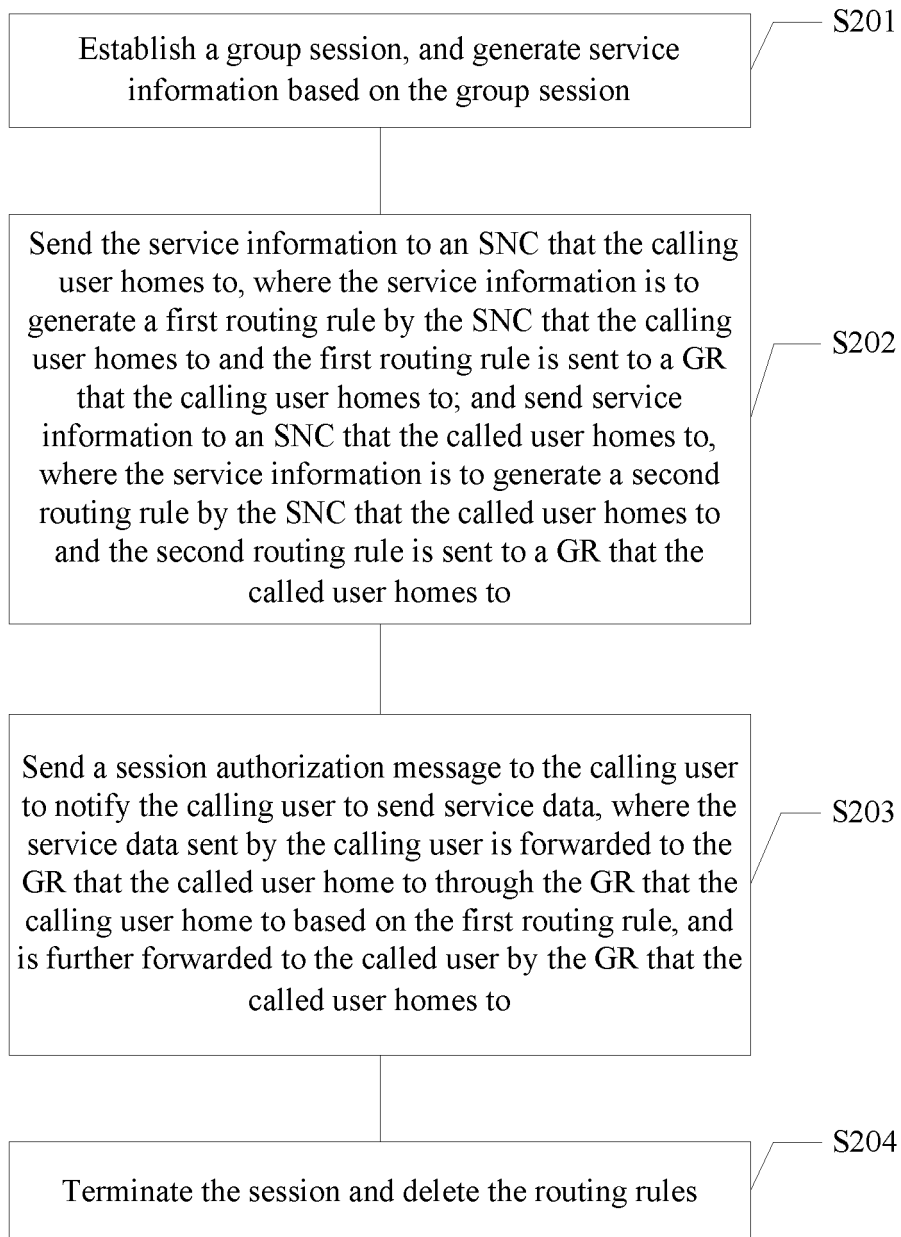 S201
Establish a group session, and generate service
information based on the group session
Send the service information to an SNC that the calling
user homes to, where the service information is to
generate a first routing rule by the SNC that the calling
user homes to and the first routing rule is sent to a GR
that the calling user homes to; and send service
information to an SNC that the called user homes to,
where the service information is to generate a second
routing rule by the SNC that the called user homes to
and the second routing rule is sent to a GR that the
called user homes to
S202
Send a session authorization message to the calling user
to notify the calling user to send service data, where the
service data sent by the calling user is forwarded to the
GR that the called user home to through the GR that the
calling user home to based on the first routing rule, and
is further forwarded to the called user by the GR that the
called user homes to
S203
S204
Terminate the session and delete the routing rules